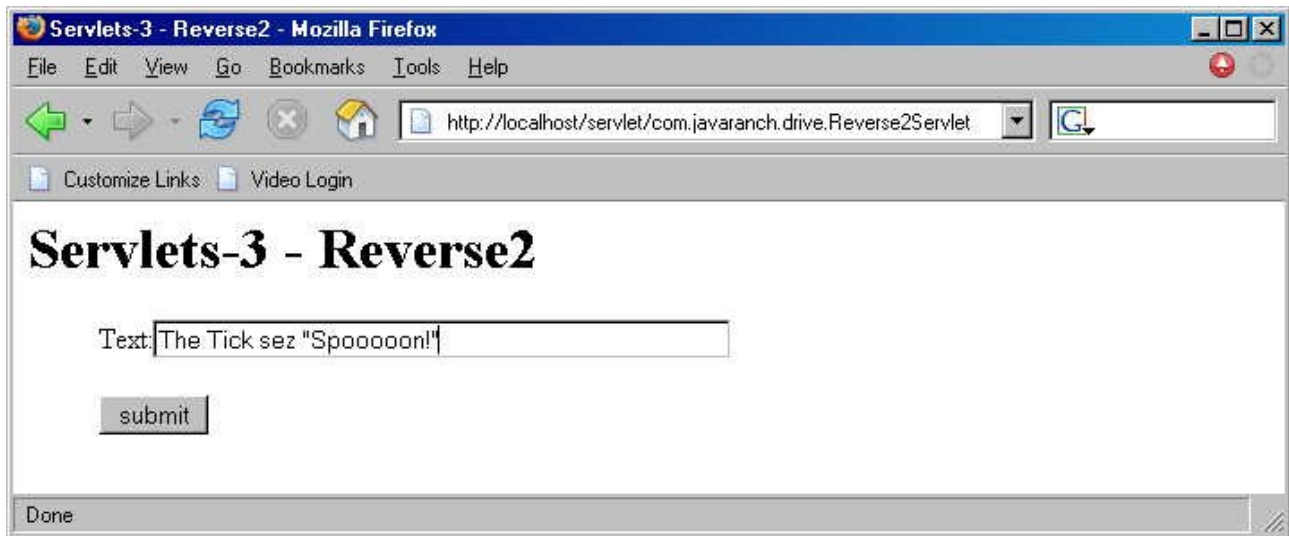 Servlets-3 - Reverse2 - Mozilla Firefox
File Edit View Go Bookmarks Tools Help
http://localhost/servlet/com.javaranch.drive.Reverse2Servlet G
Customize Links Video Login
Servlets-3 - Reverse2
Text: The Tick sez "Spoooooon!"
submit
Done